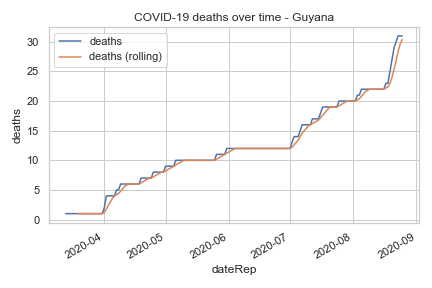 COVID-19 deaths over time - Guyana
deaths
deaths (rolling)
30
25
20
15
10
5
0
deaths
2020-04
2020-05
2020-06
2020-07
2020-08
2020-09
dateRep